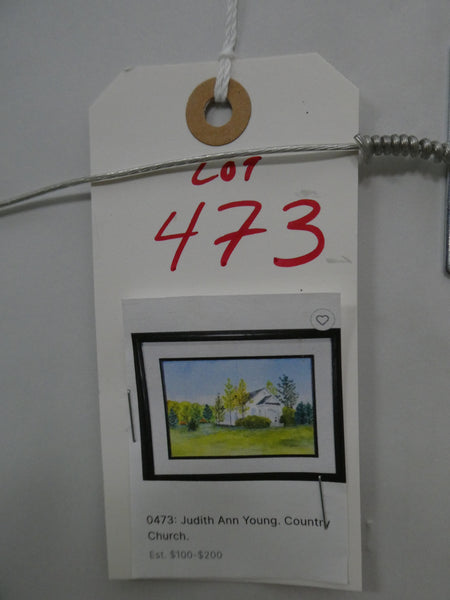 LOT
473
0473: Judith Ann Young. Country
Church.
Est. $100-$200